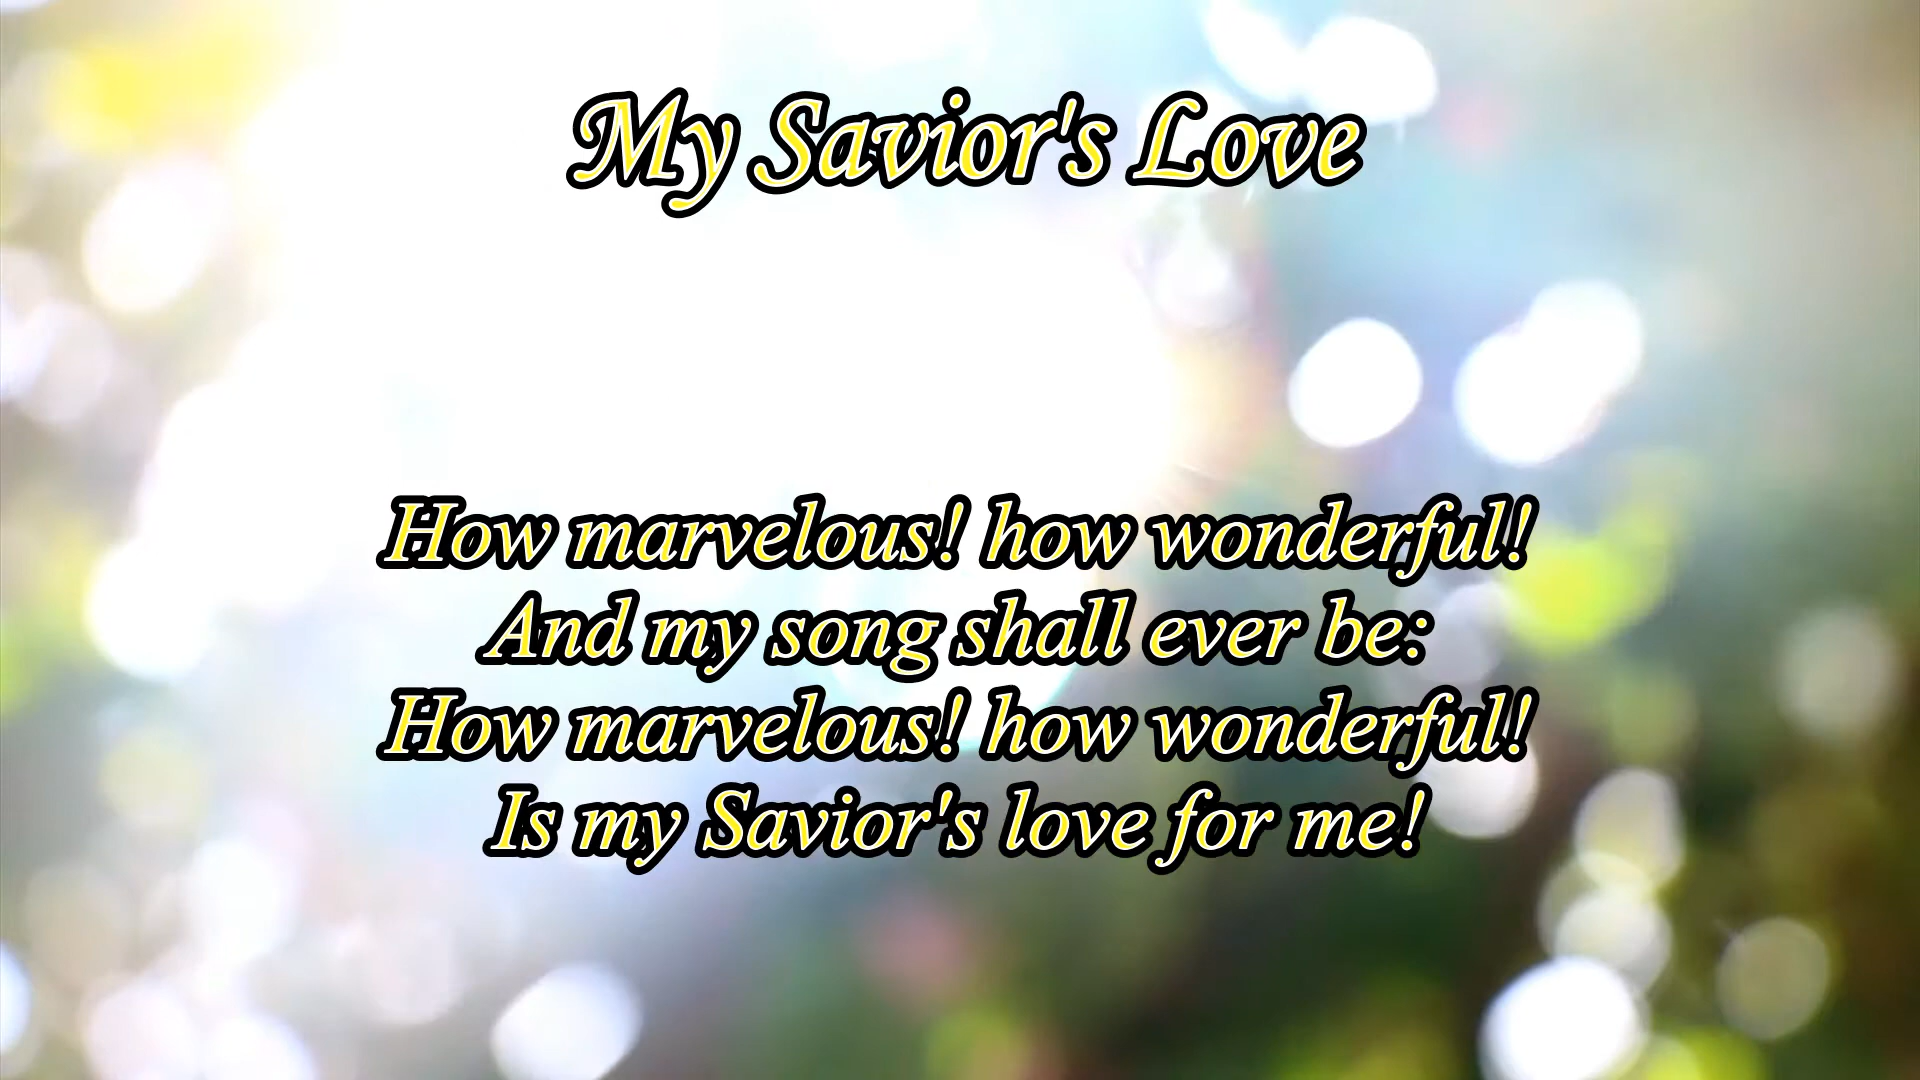 My Savior's Love
How marvelous! how wonderful!
And my song shall ever be:
How marvelous! how wonderful!
Is my Savior's love for me!